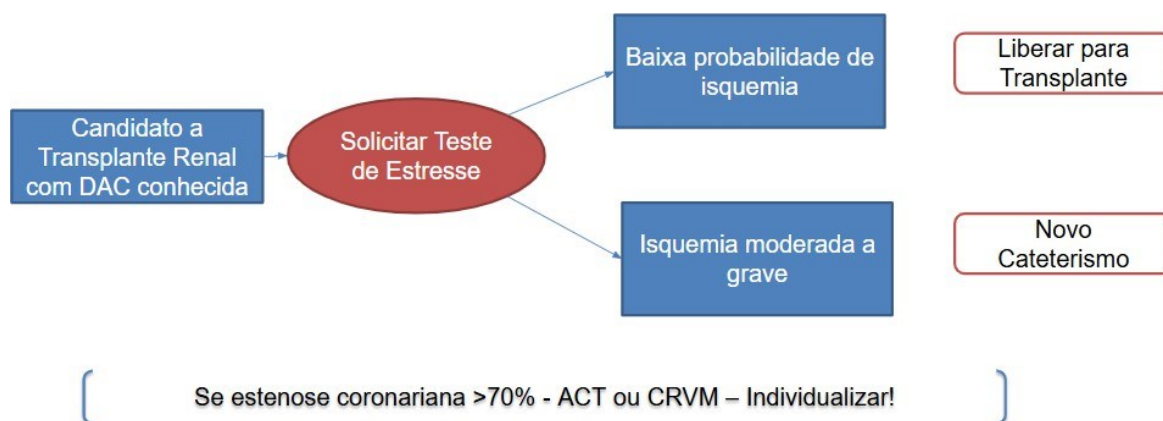 Candidato a
Transplante Renal
com DAC conhecida
Solicitar Teste
de Estresse
Baixa probabilidade de
isquemia
Liberar para
Transplante
Isquemia moderada a
grave
Novo
Cateterismo
Se estenose coronariana >70% - ACT ou CRVM – Individualizar!